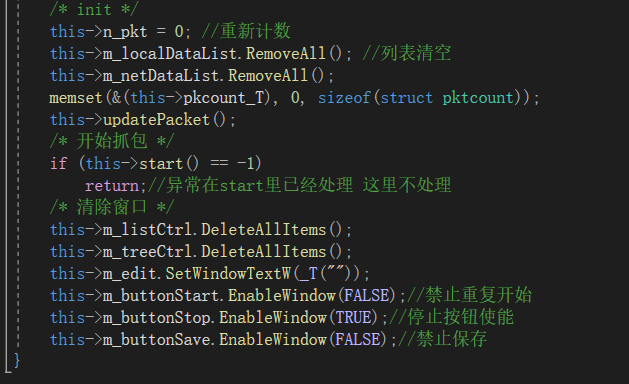 /* init */
this->n_pkt = 0; //重新计数
this->m_localDataList.RemoveAll(); //列表清空
this->m_netDataList.RemoveAll();
memset(&(this->pkcount_T), 0, sizeof(struct pktcount));
this->updatePacket();
/* 开始抓包 */
if (this->start() == -1)
return;//异常在start里已经处理 这里不处理
/* 清除窗口 */
this->m_listCtrl.DeleteAllItems();
this->m_treeCtrl.DeleteAllItems();
this->m_edit.SetWindowTextW(_T(""));
this->m_buttonStart.EnableWindow(FALSE);//禁止重复开始
this->m_buttonStop.EnableWindow(TRUE);//停止按钮使能
this->m_buttonSave.EnableWindow(FALSE);//禁止保存
}